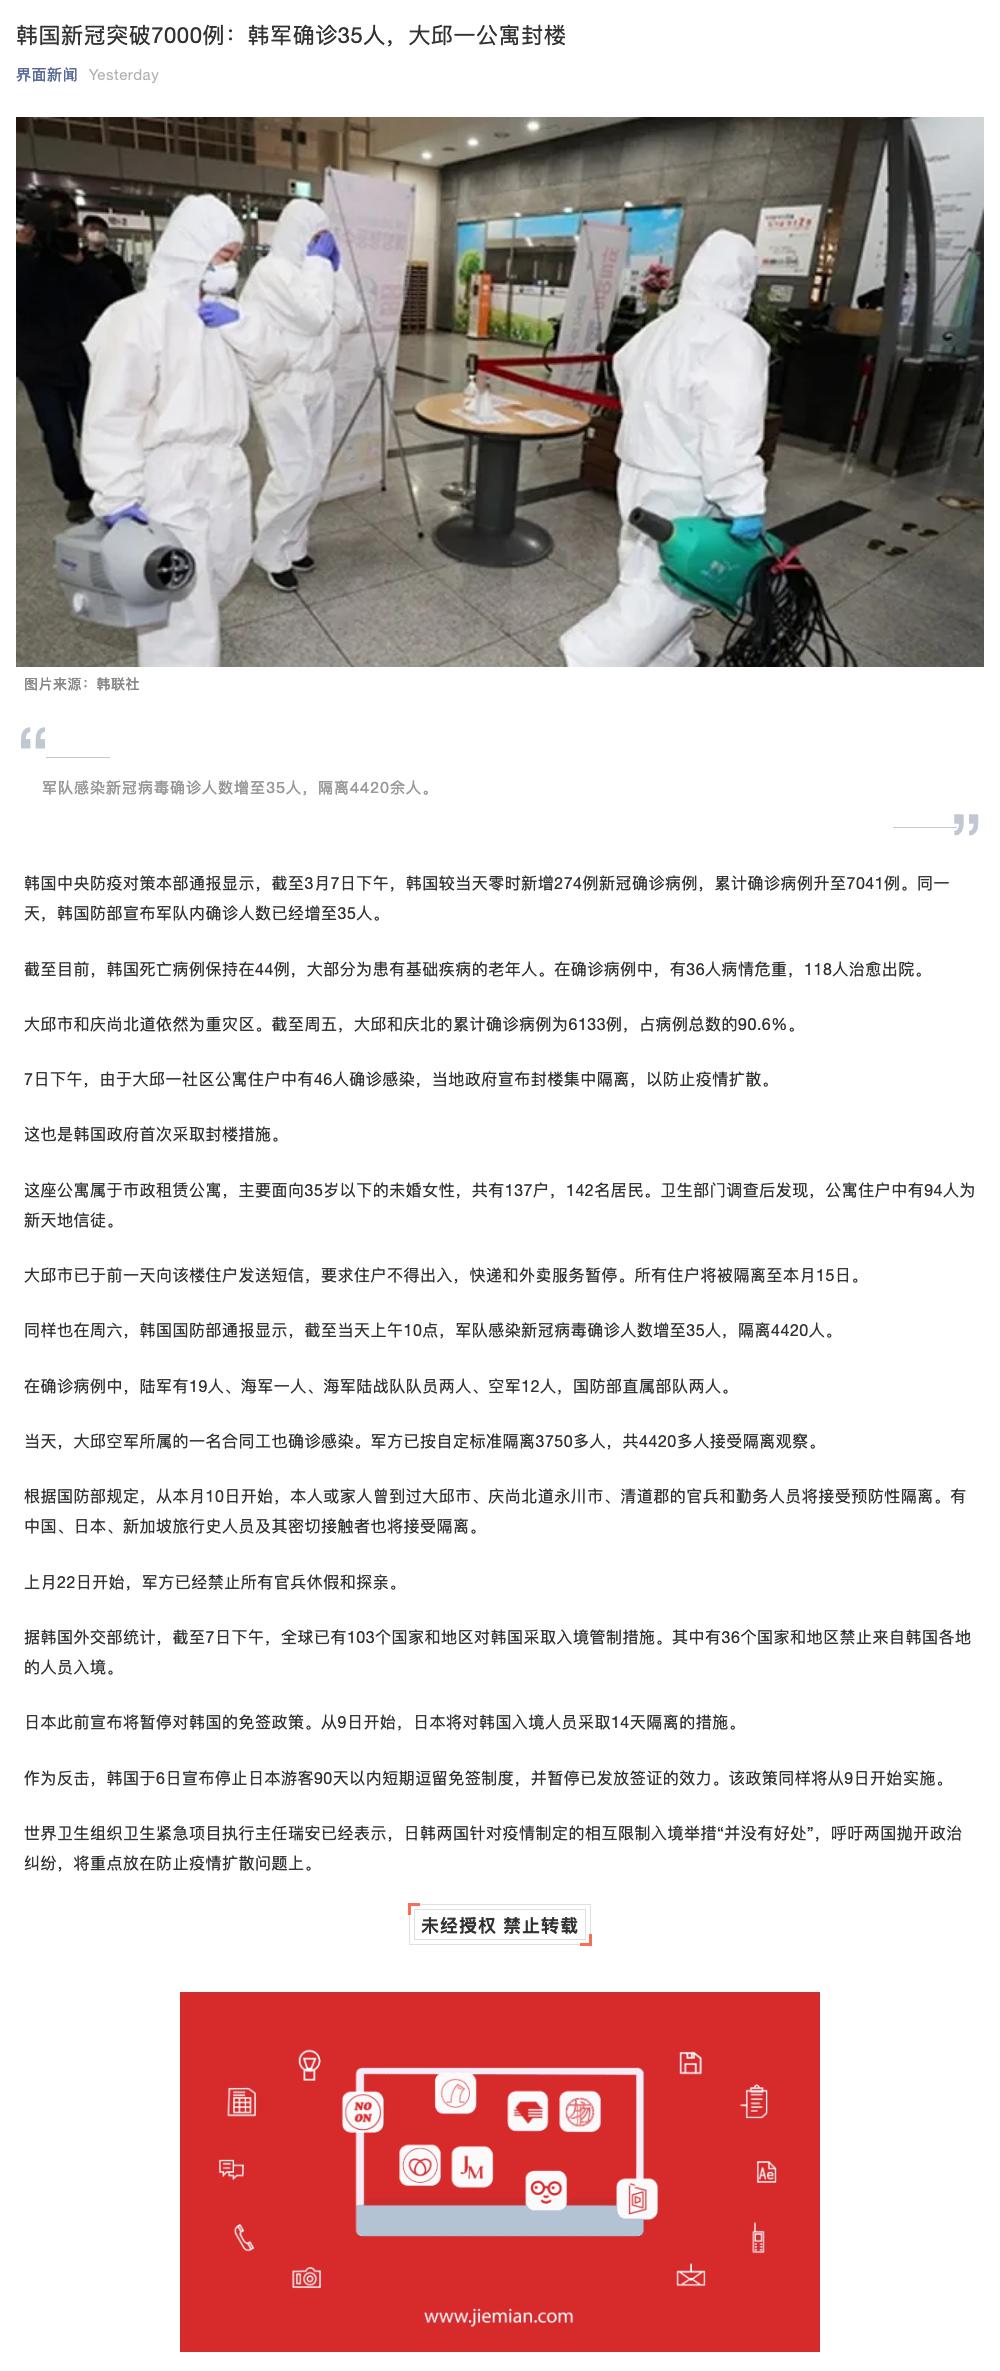 韩国新冠突破7000例：韩军确诊35人，大邱一公寓封楼
界面新闻 Yesterday
图片来源：韩联社
“
军队感染新冠病毒确诊人数增至35人，隔离4420余人。
”
韩国中央防疫对策本部通报显示，截至3月7日下午，韩国较当天零时新增274例新冠确诊病例，累计确诊病例升至7041例。同一
天，韩国防部宣布军队内确诊人数已经增至35人。
截至目前，韩国死亡病例保持在44例，大部分为患有基础疾病的老年人。在确诊病例中，有36人病情危重，118人治愈出院。
大邱市和庆尚北道依然为重灾区。截至周五，大邱和庆北的累计确诊病例为6133例，占病例总数的90.6%。
7日下午，由于大邱一社区公寓住户中有46人确诊感染，当地政府宣布封楼集中隔离，以防止疫情扩散。
这也是韩国政府首次采取封楼措施。
这座公寓属于市政租赁公寓，主要面向35岁以下的未婚女性，共有137户，142名居民。卫生部门调查后发现，公寓住户中有94人为
新天地信徒。
大邱市已于前一天向该楼住户发送短信，要求住户不得出入，快递和外卖服务暂停。所有住户将被隔离至本月15日。
同样也在周六，韩国国防部通报显示，截至当天上午10点，军队感染新冠病毒确诊人数增至35人，隔离4420人。
在确诊病例中，陆军有19人、海军一人、海军陆战队队员两人、空军12人，国防部直属部队两人。
当天，大邱空军所属的一名合同工也确诊感染。军方已按自定标准隔离3750多人，共4420多人接受隔离观察。
根据国防部规定，从本月10日开始，本人或家人曾到过大邱市、庆尚北道永川市、清道郡的官兵和勤务人员将接受预防性隔离。有
中国、日本、新加坡旅行史人员及其密切接触者也将接受隔离。
上月22日开始，军方已经禁止所有官兵休假和探亲。
据韩国外交部统计，截至7日下午，全球已有103个国家和地区对韩国采取入境管制措施。其中有36个国家和地区禁止来自韩国各地
的人员入境。
日本此前宣布将暂停对韩国的免签政策。从9日开始，日本将对韩国入境人员采取14天隔离的措施。
作为反击，韩国于6日宣布停止日本游客90天以内短期逗留免签制度，并暂停已发放签证的效力。该政策同样将从9日开始实施。
世界卫生组织卫生紧急项目执行主任瑞安已经表示，日韩两国针对疫情制定的相互限制入境举措“并没有好处”，呼吁两国抛开政治
纠纷，将重点放在防止疫情扩散问题上。
未经授权 禁止转载
NO
ON
JM
Ae
www.jiemian.com